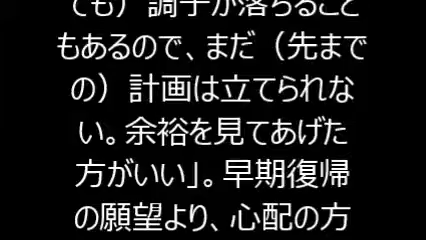 ても）調子が落ちること
もあるので、まだ（先まで
の）計画は立てられな
い。余裕を見てあげた
方がいい」。早期復帰
の願望より、心配の方